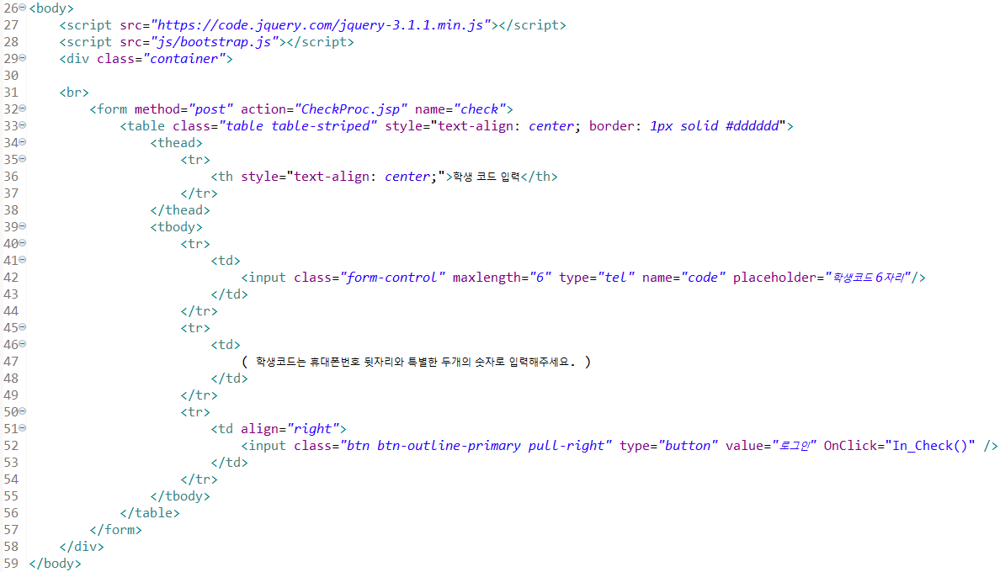 26 <body>
27 <script src="https://code.jquery.com/jquery-3.1.1.min.js"></script>
28 <script src="js/bootstrap.js"></script>
29 <div class="container">
30
31 <br>
32 <form method="post" action="CheckProc.jsp" name="check">
33 <table class="table table-striped" style="text-align: center; border: 1px solid #dddddd">
34 <thead>
35 <tr>
36 <th style="text-align: center;">학생 코드 입력</th>
37 </tr>
38 </thead>
39 <tbody>
40 <tr>
41 <td>
42 <input class="form-control" maxlength="6" type="tel" name="code" placeholder="학생코드 6자리"/>
43 </td>
44 </tr>
45 <tr>
46 <td>
47 ( 학생코드는 휴대폰번호 뒷자리와 특별한 두개의 숫자로 입력해주세요. )
48 </td>
49 </tr>
50 <tr>
51 <td align="right">
52 <input class="btn btn-outline-primary pull-right" type="button" value="로그인" OnClick="In_Check()" />
53 </td>
54 </tr>
55 </tbody>
56 </table>
57 </form>
58 </div>
59 </body>